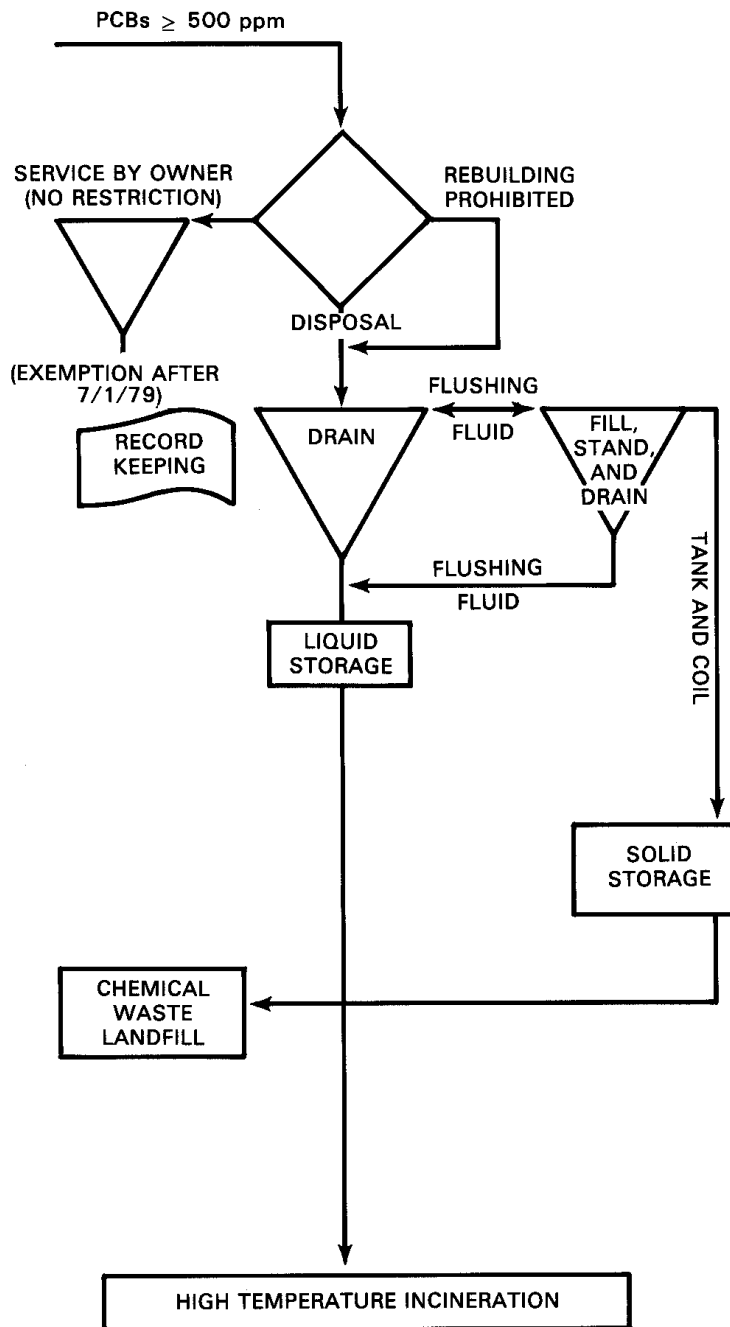 PCBs ≥ 500 ppm
SERVICE BY OWNER
(NO RESTRICTION)
REBUILDING
PROHIBITED
DISPOSAL
(EXEMPTION AFTER
7/1/79)
RECORD
KEEPING
DRAIN
FLUSHING
FLUID
FILL,
STAND,
AND
DRAIN
FLUSHING
FLUID
TANK AND COIL
LIQUID
STORAGE
SOLID
STORAGE
CHEMICAL
WASTE
LANDFILL
HIGH TEMPERATURE INCINERATION